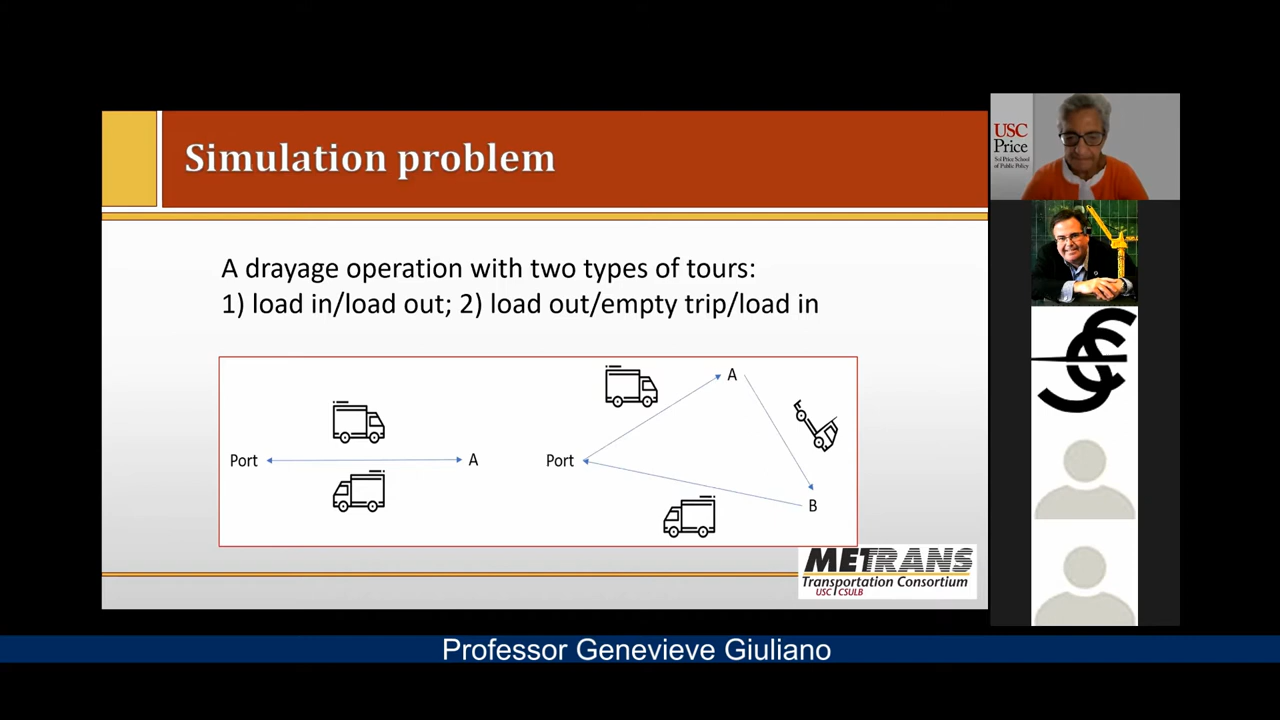 Simulation problem
A drayage operation with two types of tours:
1) load in/load out; 2) load out/empty trip/load in
Port
A
Port
A
B
METRANS
Transportation Consortium
USC CSULB
USC
Price
Sol Price School
of Public Policy
Professor Genevieve Giuliano